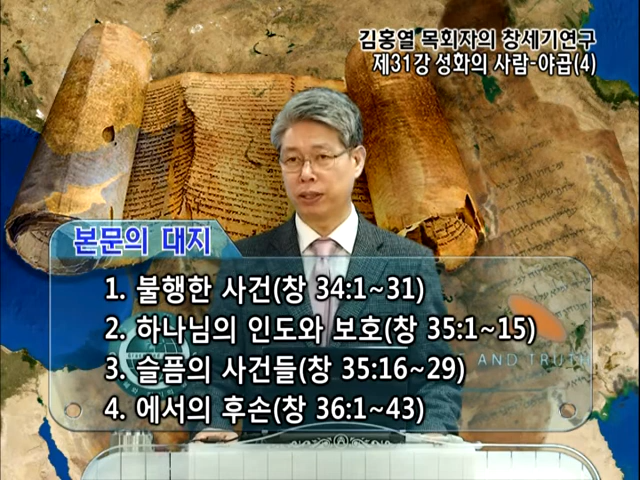 김홍열 목회자의 창세기연구
제31강 성화의 사람-야곱(4)
본문의 대지
1. 불행한 사건(창 34:1~31)
2. 하나님의 인도와 보호(창 35:1~15)
3. 슬픔의 사건들(창 35:16~29)
AND TRUTH
4. 에서의 후손(창 36:1~43)